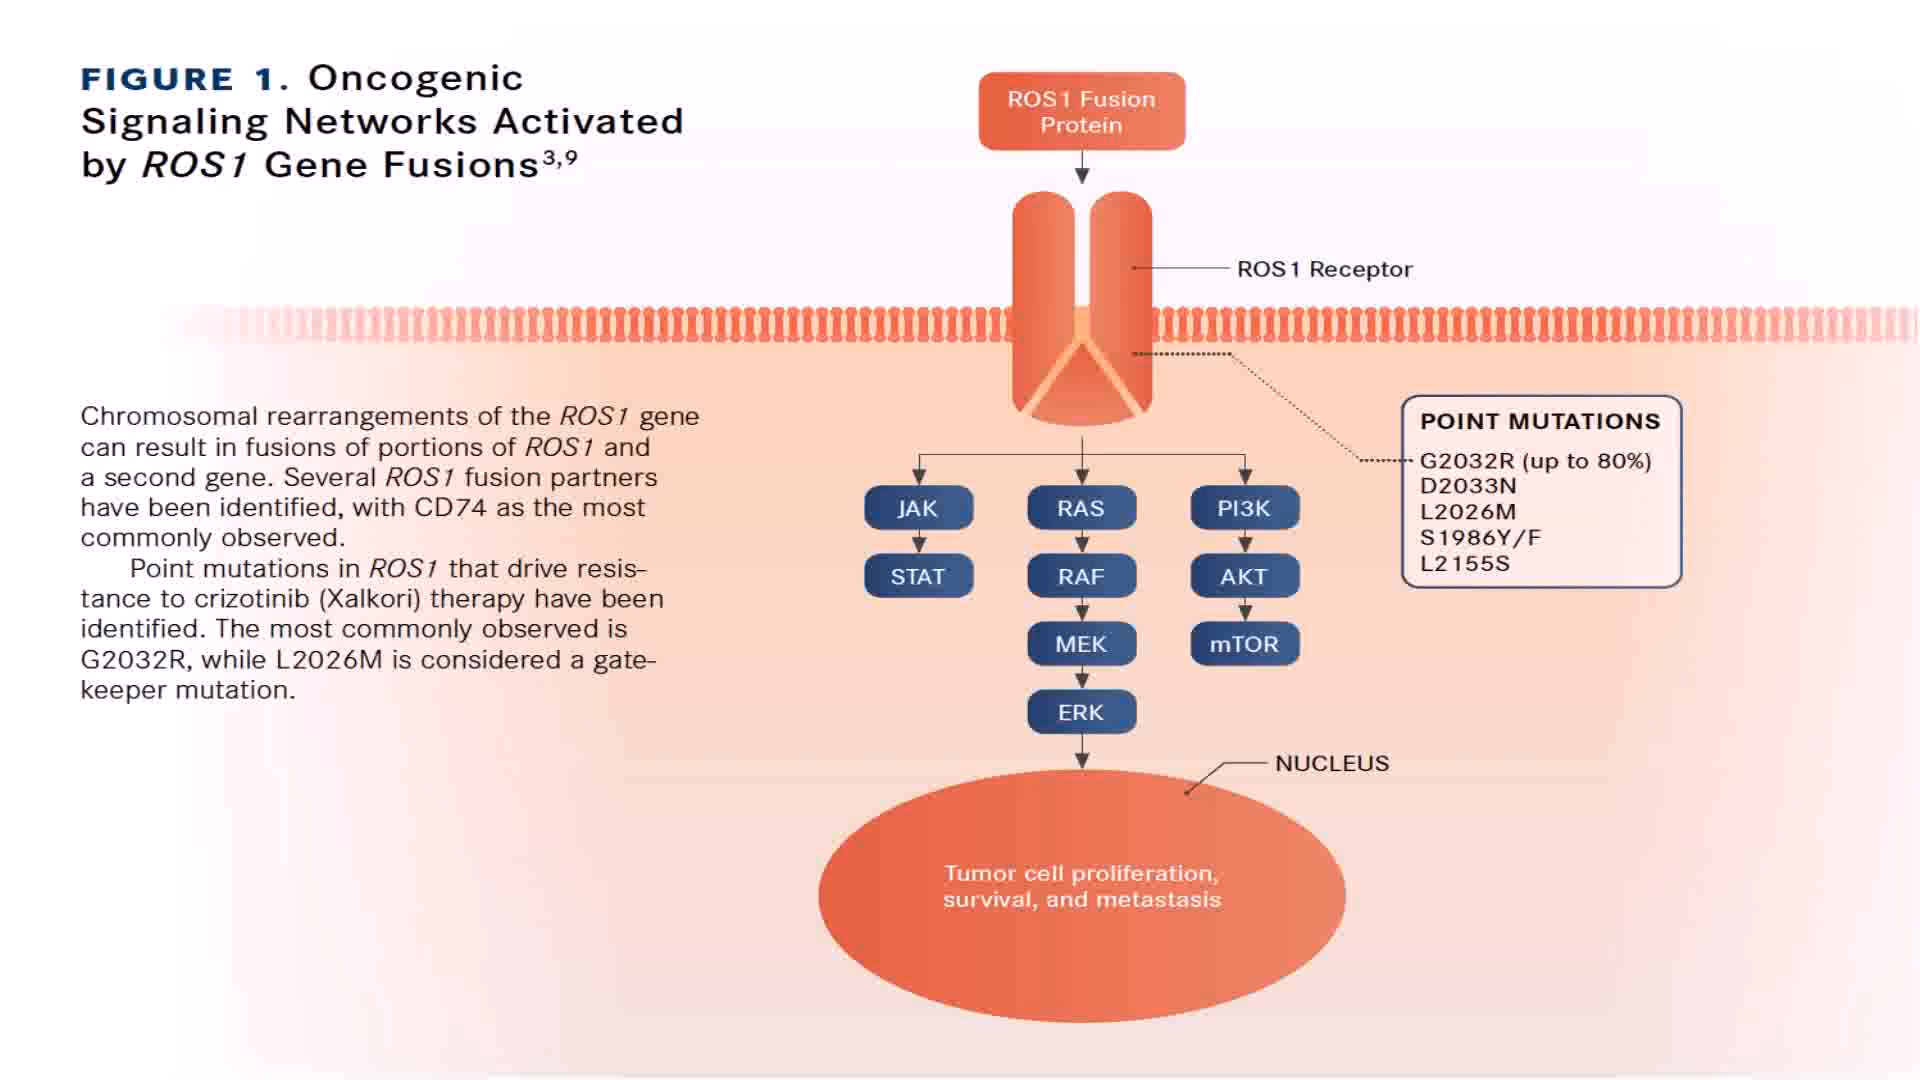 FIGURE 1. Oncogenic
Signaling Networks Activated
by ROS1 Gene Fusions3,9
Chromosomal rearrangements of the ROS1 gene
can result in fusions of portions of ROS1 and
a second gene. Several ROS1 fusion partners
have been identified, with CD74 as the most
commonly observed.
Point mutations in ROS1 that drive resis-
tance to crizotinib (Xalkori) therapy have been
identified. The most commonly observed is
G2032R, while L2026M is considered a gate-
keeper mutation.
ROS1 Fusion
Protein
ROS1 Receptor
POINT MUTATIONS
G2032R (up to 80%)
D2033N
L2026M
S1986Y/F
L2155S
JAK
RAS
PI3K
STAT
RAF
AKT
MEK
mTOR
ERK
NUCLEUS
Tumor cell proliferation,
survival, and metastasis